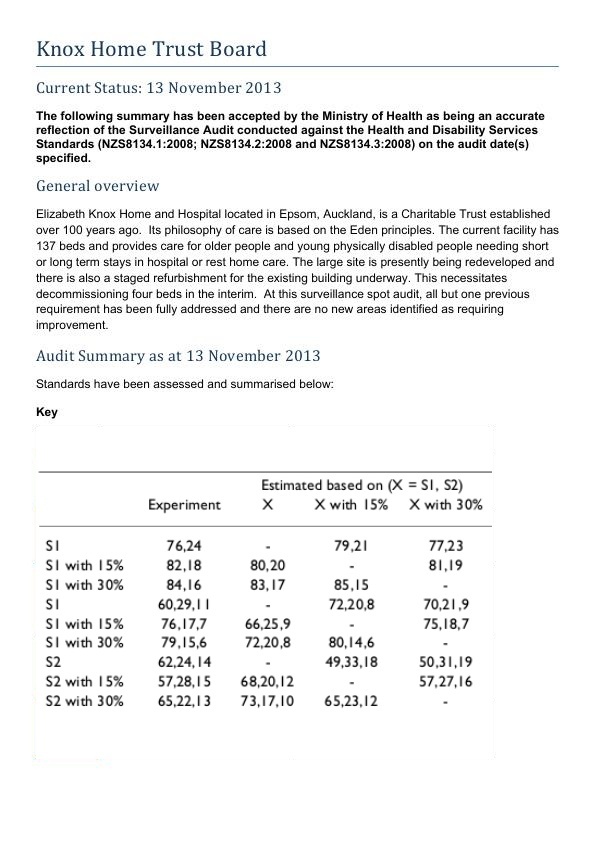 Knox Home Trust Board
Current Status: 13 November 2013
The following summary has been accepted by the Ministry of Health as being an accurate
reflection of the Surveillance Audit conducted against the Health and Disability Services
Standards (NZS8134.1:2008; NZS8134.2:2008 and NZS8134.3:2008) on the audit date(s)
specified.
General overview
Elizabeth Knox Home and Hospital located in Epsom, Auckland, is a Charitable Trust established
over 100 years ago.  Its philosophy of care is based on the Eden principles. The current facility has
137 beds and provides care for older people and young physically disabled people needing short
or long term stays in hospital or rest home care. The large site is presently being redeveloped and
there is also a staged refurbishment for the existing building underway. This necessitates
decommissioning four beds in the interim.  At this surveillance spot audit, all but one previous
requirement has been fully addressed and there are no new areas identified as requiring
improvement.
Audit Summary as at 13 November 2013
Standards have been assessed and summarised below:
Key
Estimated based on (X = S1, S2)
Experiment X X with 15% X with 30%
S1 76,24 - 79,21 77,23
S1 with 15% 82,18 80,20 - 81,19
S1 with 30% 84,16 83,17 85,15 -
S1 60,29,11 - 72,20,8 70,21,9
S1 with 15% 76,17,7 66,25,9 - 75,18,7
S1 with 30% 79,15,6 72,20,8 80,14,6 -
S2 62,24,14 - 49,33,18 50,31,19
S2 with 15% 57,28,15 68,20,12 - 57,27,16
S2 with 30% 65,22,13 73,17,10 65,23,12 -